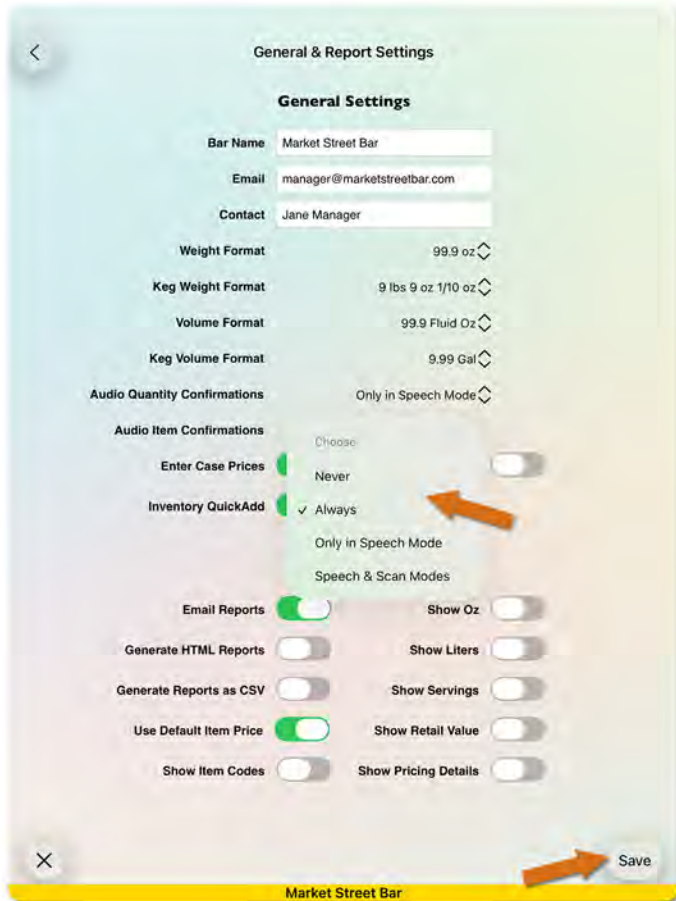 General & Report Settings
General Settings
Bar Name Market Street Bar
Email manager@marketstreetbar.com
Contact Jane Manager
Weight Format 99.9 oz
Keg Weight Format 9 lbs 9 oz 1/10 oz
Volume Format 99.9 Fluid Oz
Keg Volume Format 9.99 Gal
Audio Quantity Confirmations Only in Speech Mode
Audio Item Confirmations
Choose
Enter Case Prices
Never
Inventory QuickAdd
✓ Always
Only in Speech Mode
Speech & Scan Modes
Email Reports Show Oz
Generate HTML Reports Show Liters
Generate Reports as CSV Show Servings
Use Default Item Price Show Retail Value
Show Item Codes Show Pricing Details
Save
Market Street Bar